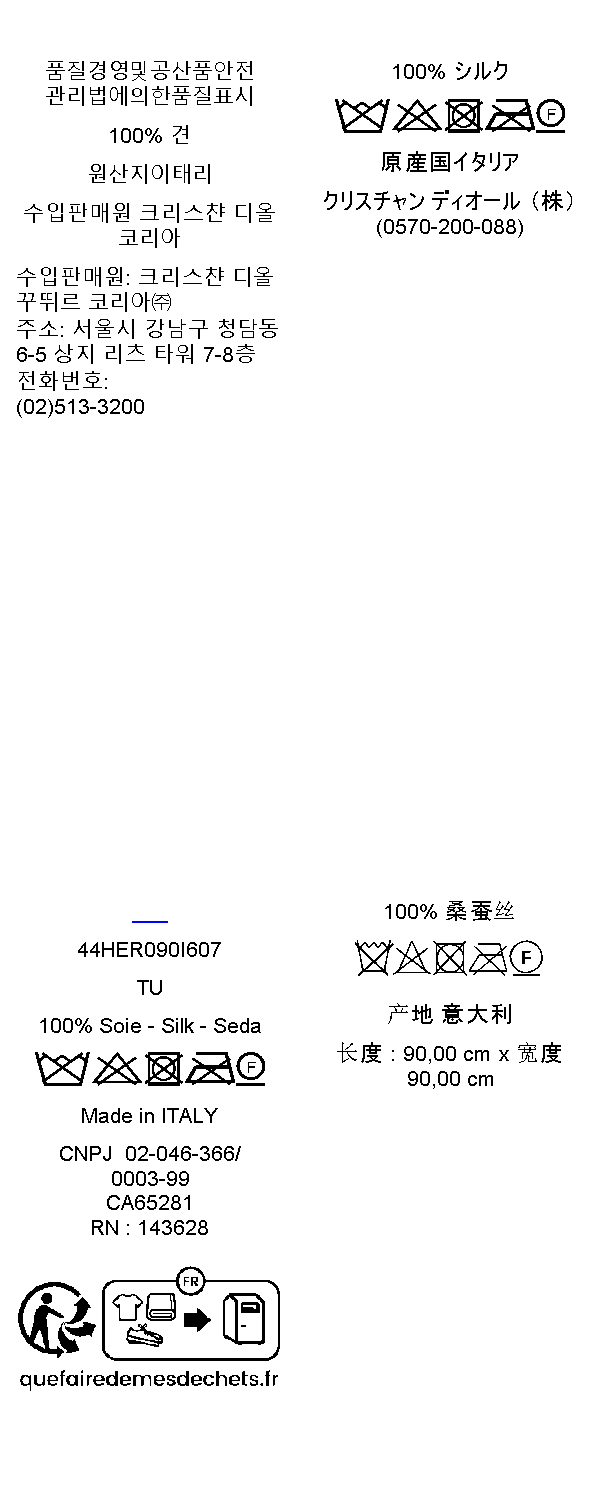 품질경영및공산품안전
관리법에의한품질표시
100% 견
원산지이태리
수입판매원 크리스챤 디올
코리아
수입판매원: 크리스챤 디올
꾸뛰르 코리아㈜
주소: 서울시 강남구 청담동
6-5 상지 리츠 타워 7-8층
전화번호:
(02)513-3200
100% シルク
F
原産国イタリア
クリスチャン ディオール（株）
(0570-200-088)
44HER090I607
TU
100% Soie - Silk - Seda
F
Made in ITALY
CNPJ 02-046-366/
0003-99
CA65281
RN : 143628
FR
quefairedemesdechets.fr
100% 桑蚕丝
F
产地 意大利
长度 : 90,00 cm x 宽度
90,00 cm